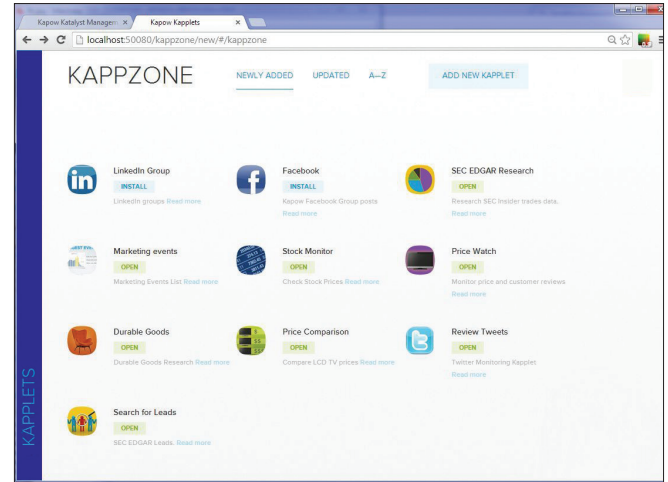 Kapow Katalyst Managem
Kapow Kapplets
localhost:50080/kappzone/new/#/kappzone
KAPPZONE
NEWLY ADDED
UPDATED
A—Z
ADD NEW KAPPLET
LinkedIn Group
INSTALL
LinkedIn groups Read more
Facebook
INSTALL
Kapow Facebook Group posts
Read more
SEC EDGAR Research
OPEN
Research SEC Insider trades data.
Read more
Marketing events
OPEN
Marketing Events List Read more
Stock Monitor
OPEN
Check Stock Prices Read more
Price Watch
OPEN
Monitor price and customer reviews
Read more
Durable Goods
OPEN
Durable Goods Research Read more
Price Comparison
OPEN
Compare LCD TV prices Read more
Review Tweets
OPEN
Twitter Monitoring Kapplet
Read more
Search for Leads
OPEN
SEC EDGAR Leads. Read more
KAPPLETS